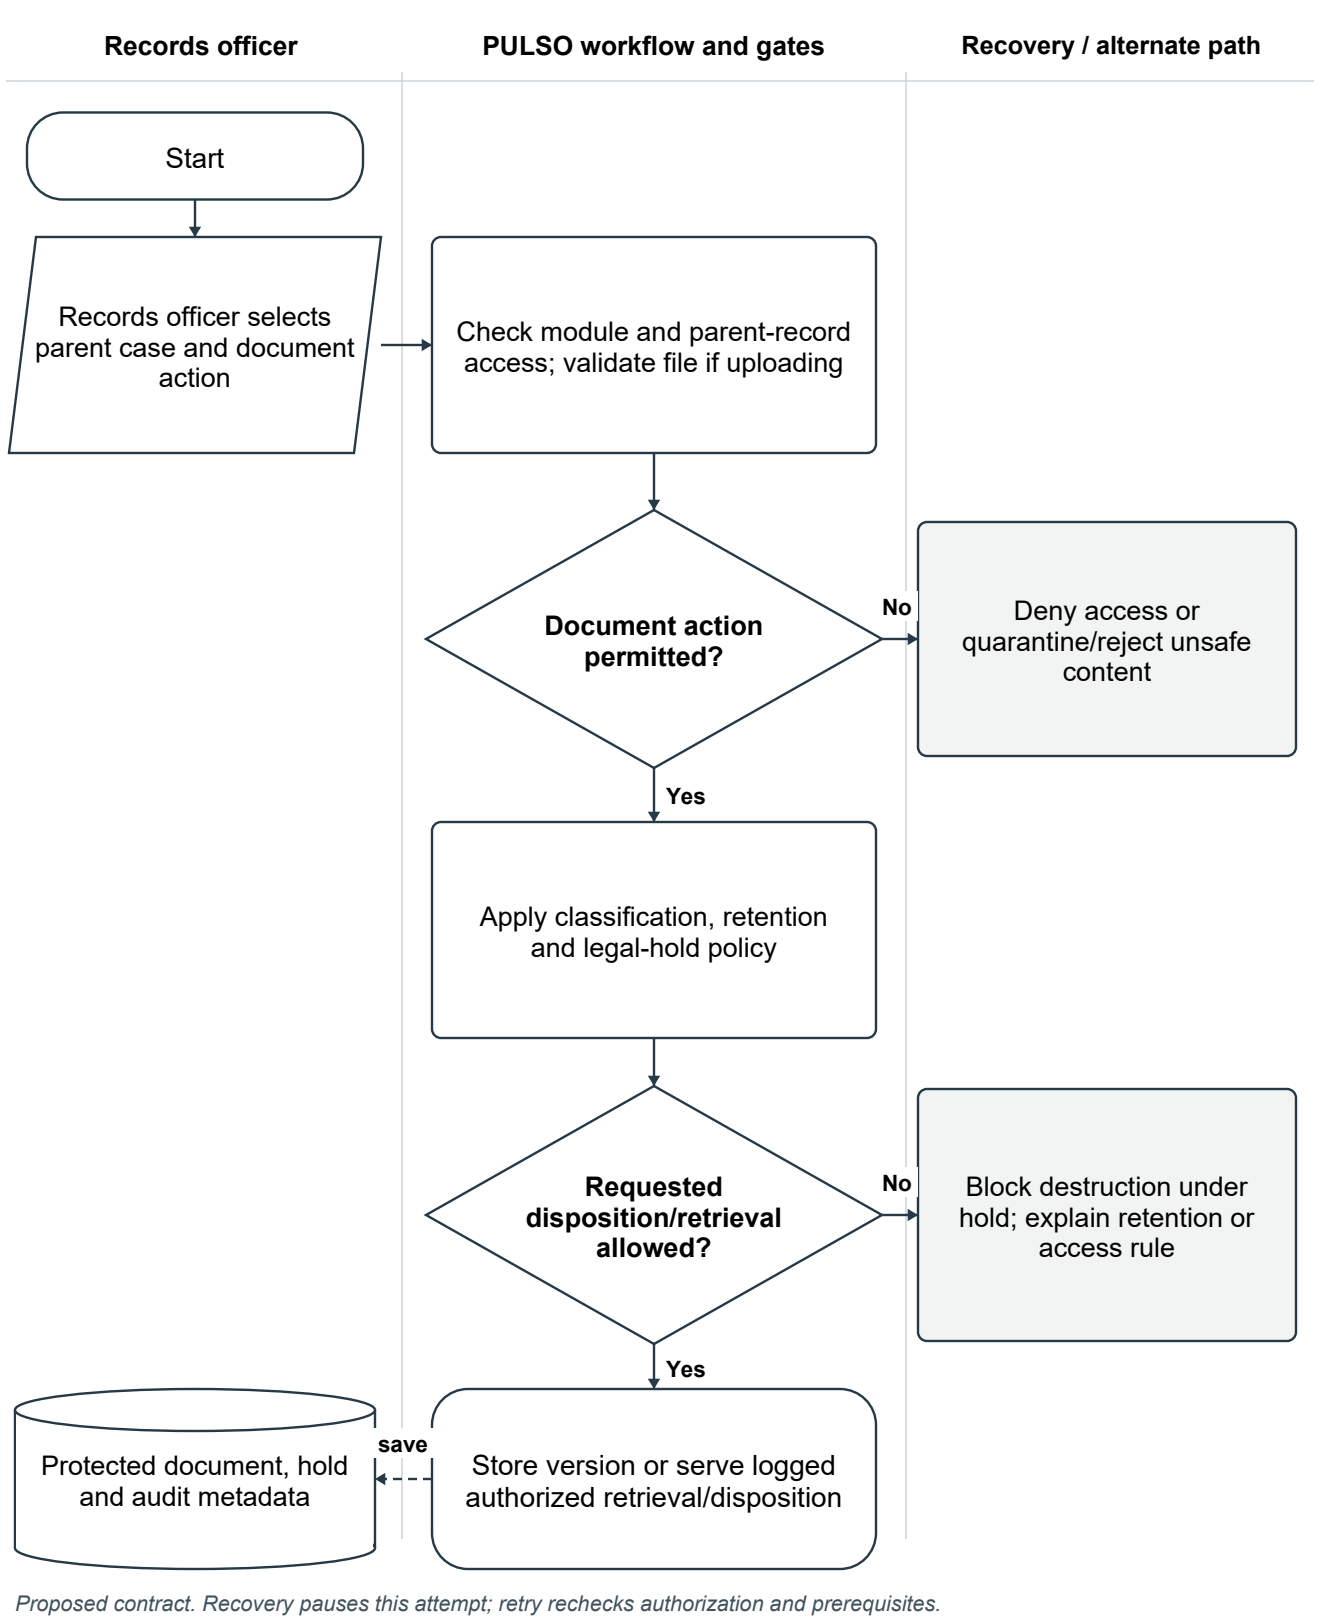 Records officer
PULSO workflow and gates
Recovery / alternate path
Start
Records officer selects
parent case and document
action
Check module and parent-record
access; validate file if uploading
Document action
permitted?
No
Deny access or
quarantine/reject unsafe
content
Yes
Apply classification, retention
and legal-hold policy
Requested
disposition/retrieval
allowed?
No
Block destruction under
hold; explain retention or
access rule
Yes
Protected document, hold
and audit metadata
save
Store version or serve logged
authorized retrieval/disposition
Proposed contract. Recovery pauses this attempt; retry rechecks authorization and prerequisites.